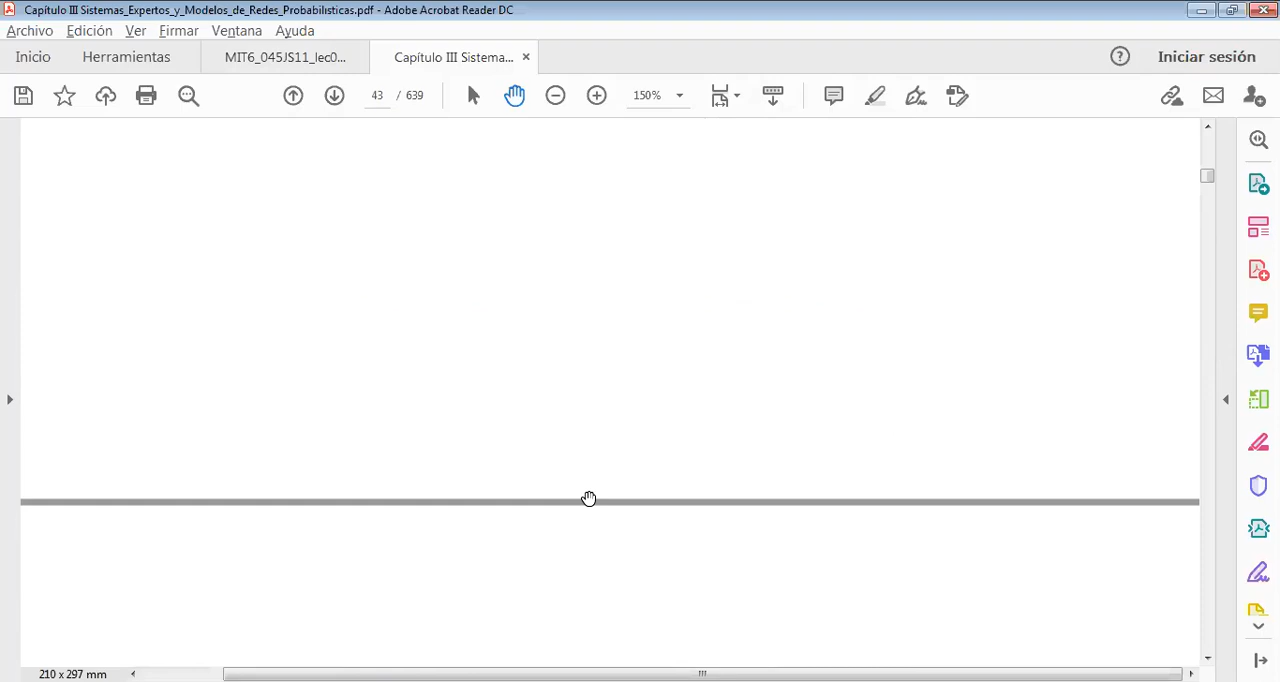 Capítulo III Sistemas_Expertos_y_Modelos_de_Redes_Probabilisticas.pdf - Adobe Acrobat Reader DC
Archivo Edición Ver Firmar Ventana Ayuda
Inicio Herramientas MIT6_045JS11_lec0... Capítulo III Sistema... × Iniciar sesión
43 / 639 150%
210 x 297 mm